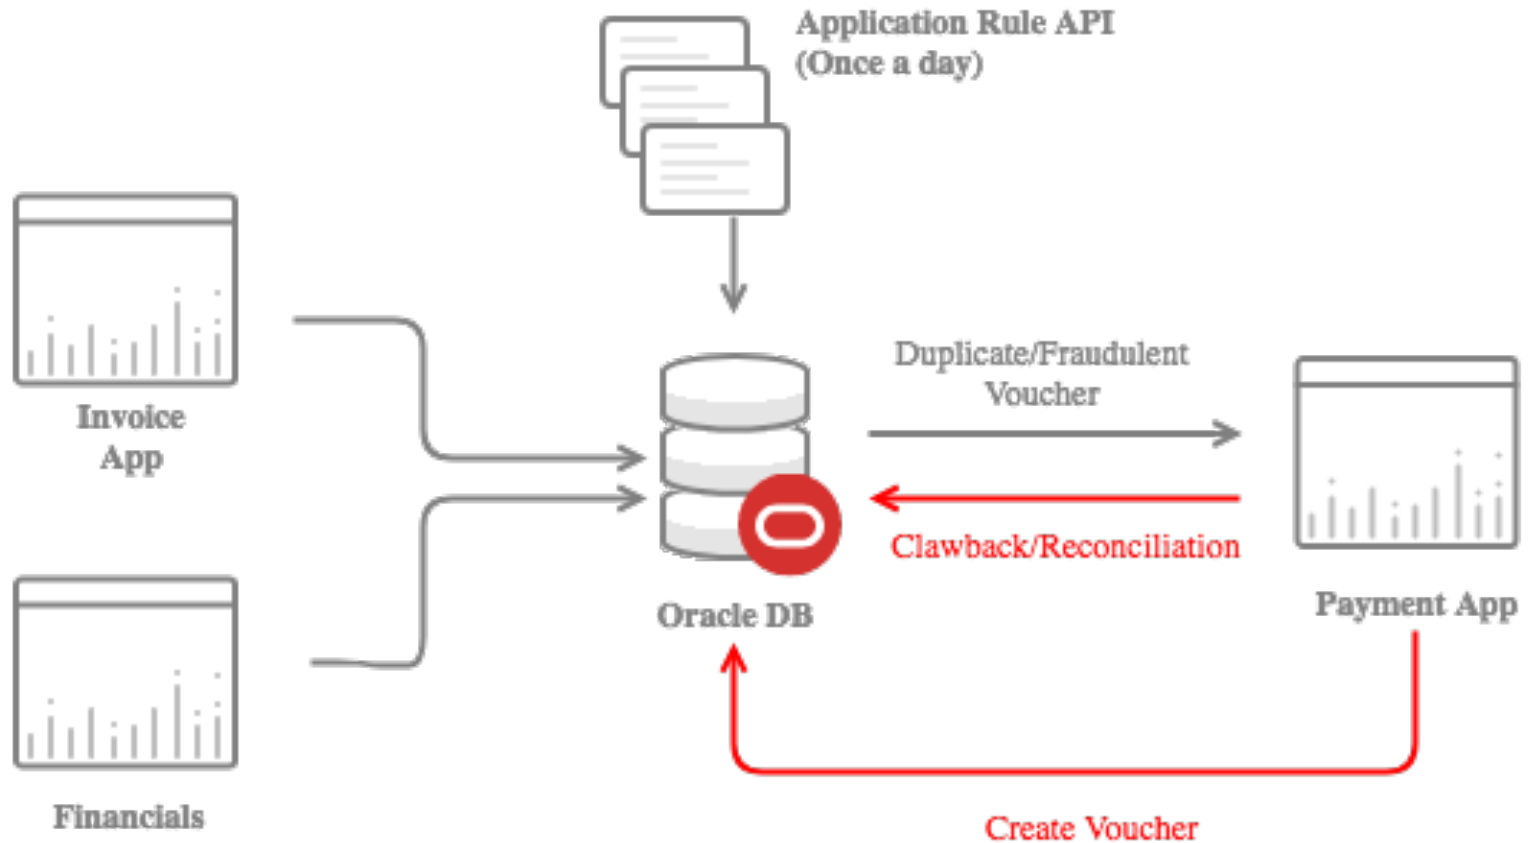 Application Rule API
(Once a day)
Invoice
App
Duplicate/Fraudulent
Voucher
Clawback/Reconciliation
Oracle DB
Payment App
Financials
Create Voucher